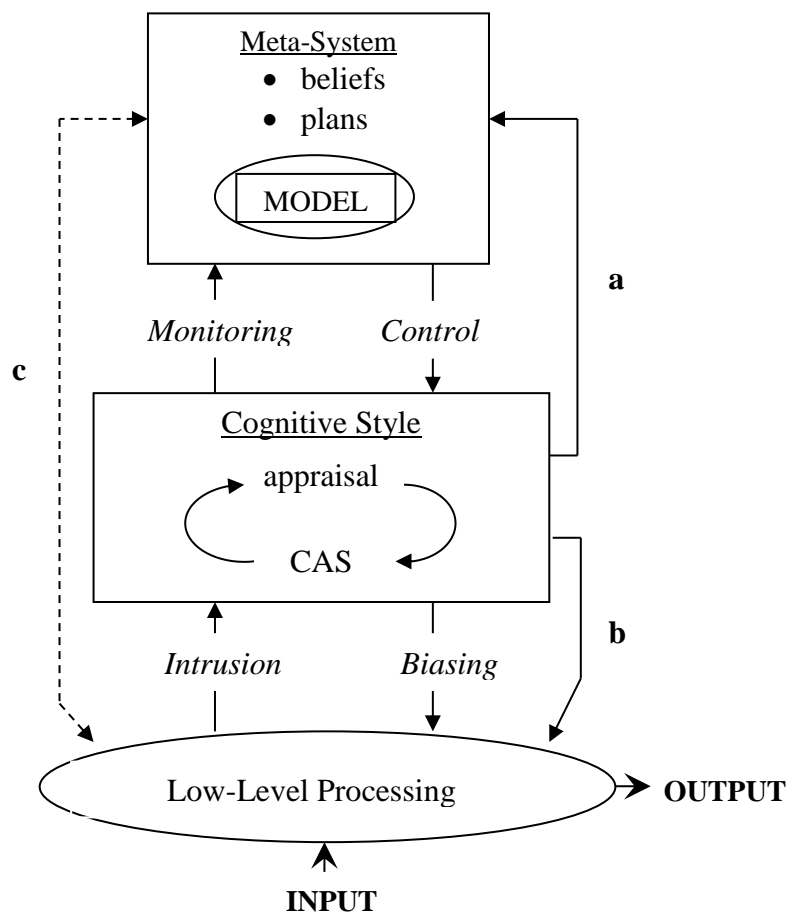 Meta-System
• beliefs
• plans
MODEL
a
Monitoring
Control
c
Cognitive Style
appraisal
CAS
b
Intrusion
Biasing
Low-Level Processing
OUTPUT
INPUT